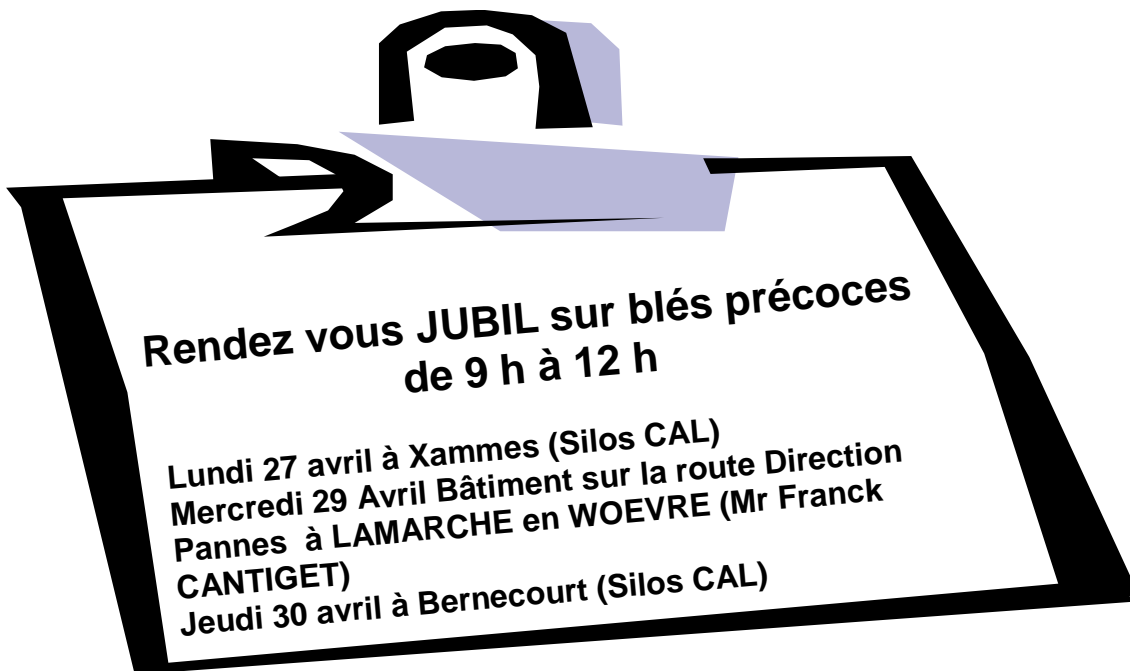 Rendez vous JUBIL sur blés précoces
de 9 h à 12 h
Lundi 27 avril à Xammes (Silos CAL)
Mercredi 29 Avril Bâtiment sur la route Direction
Pannes à LAMARCHE en WOEVRE (Mr Franck
CANTIGET)
Jeudi 30 avril à Bernecourt (Silos CAL)